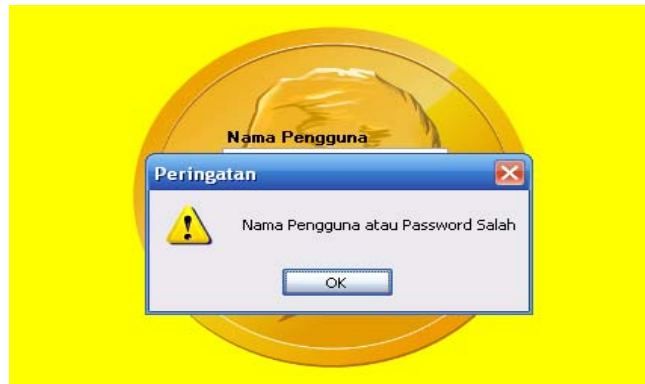 Nama Pengguna
Peringatan
Nama Pengguna atau Password Salah
OK